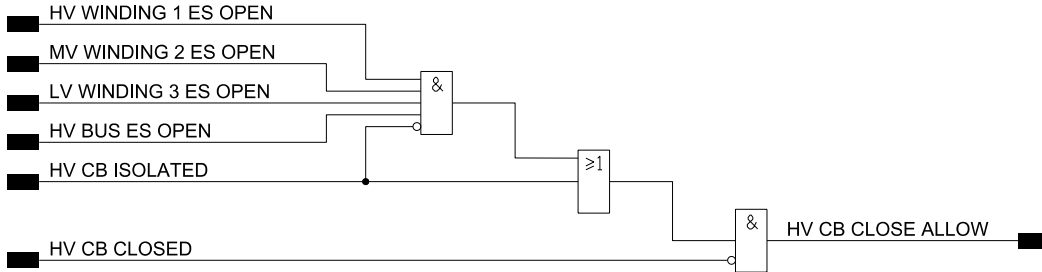 HV WINDING 1 ES OPEN
MV WINDING 2 ES OPEN
LV WINDING 3 ES OPEN
&
HV BUS ES OPEN
HV CB ISOLATED
≥1
&
HV CB CLOSE ALLOW
HV CB CLOSED